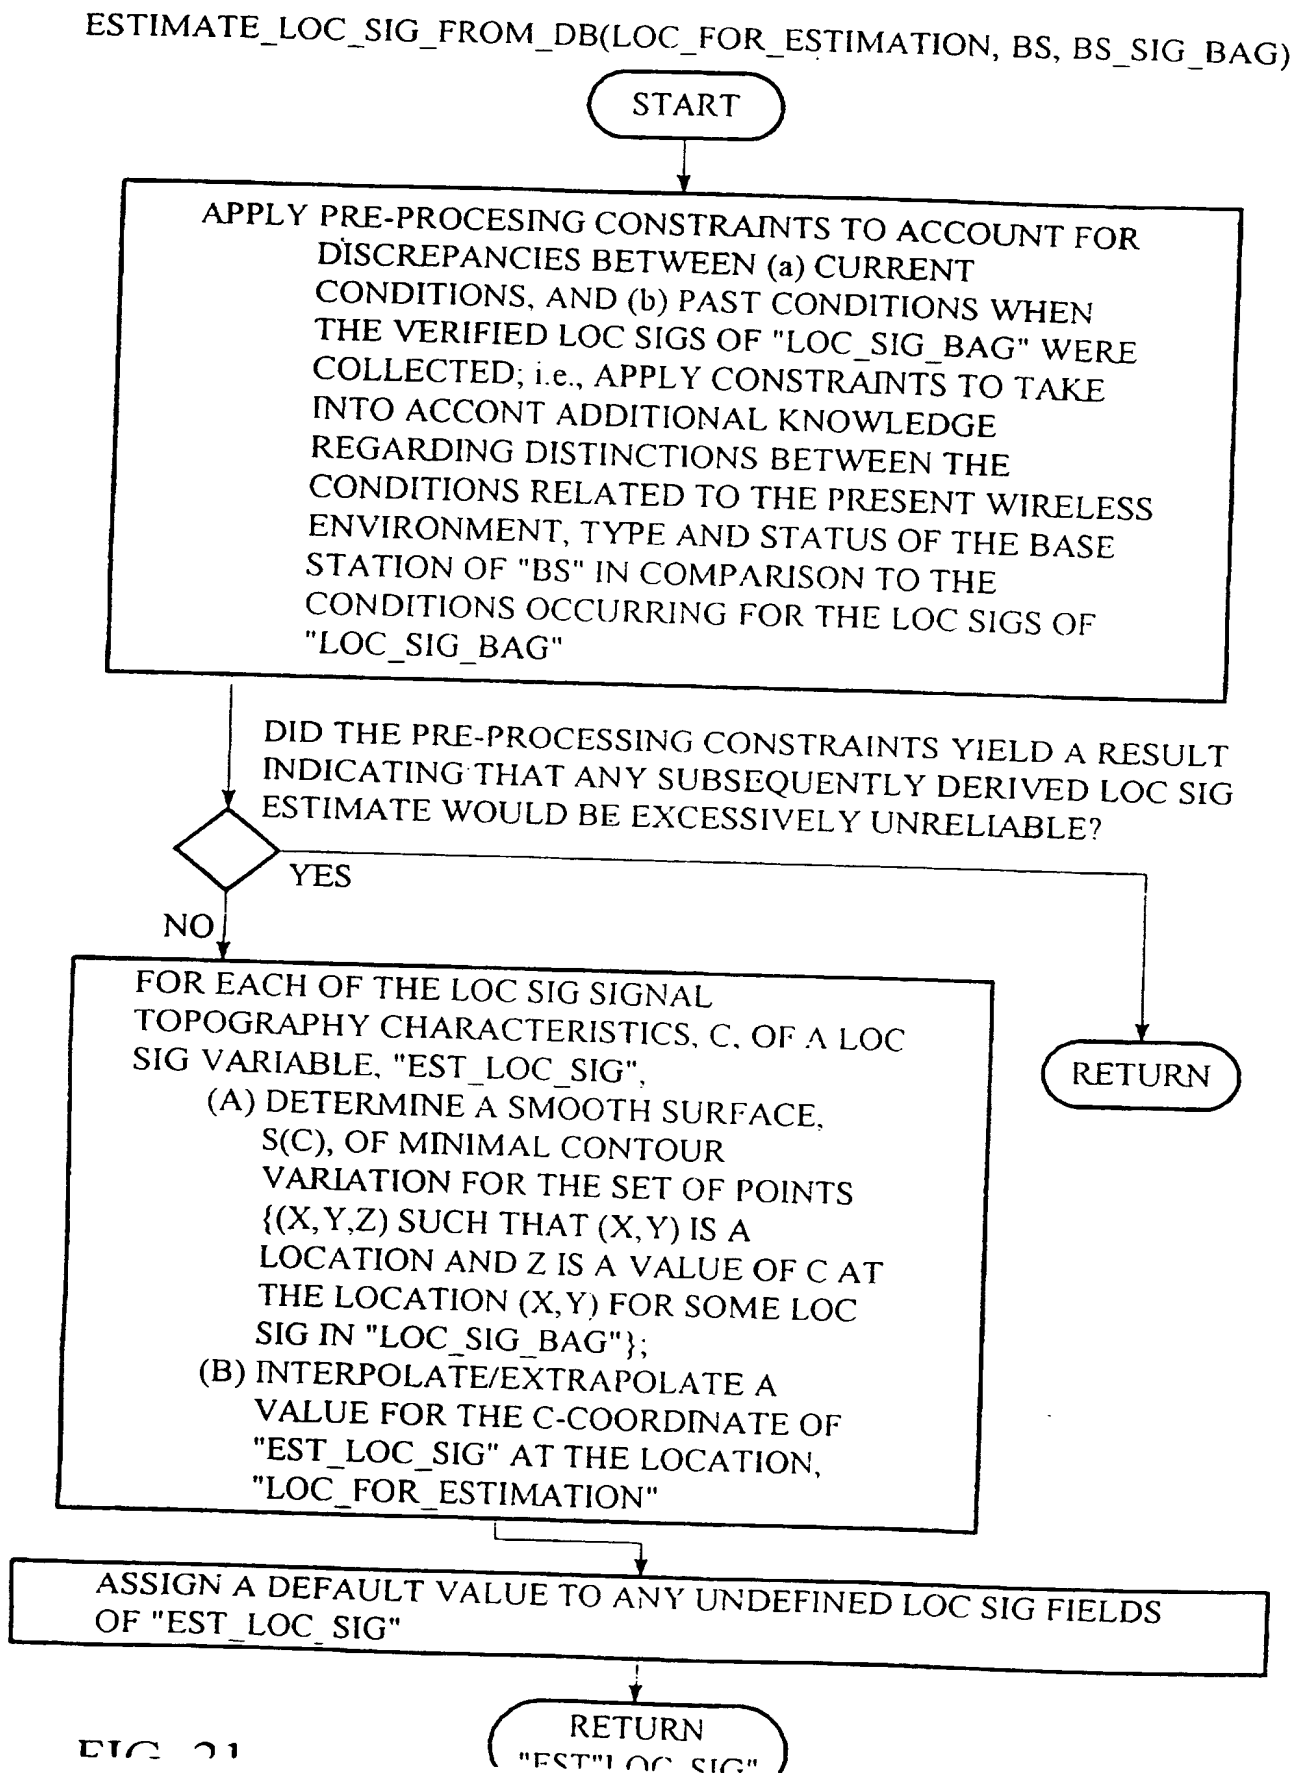 ESTIMATE_LOC_SIG_FROM_DB(LOC_FOR_ESTIMATION, BS, BS_SIG_BAG)
START
APPLY PRE-PROCESING CONSTRAINTS TO ACCOUNT FOR
DISCREPANCIES BETWEEN (a) CURRENT
CONDITIONS, AND (b) PAST CONDITIONS WHEN
THE VERIFIED LOC SIGS OF "LOC_SIG_BAG" WERE
COLLECTED; i.e., APPLY CONSTRAINTS TO TAKE
INTO ACCONT ADDITIONAL KNOWLEDGE
REGARDING DISTINCTIONS BETWEEN THE
CONDITIONS RELATED TO THE PRESENT WIRELESS
ENVIRONMENT, TYPE AND STATUS OF THE BASE
STATION OF "BS" IN COMPARISON TO THE
CONDITIONS OCCURRING FOR THE LOC SIGS OF
"LOC_SIG_BAG"
DID THE PRE-PROCESSING CONSTRAINTS YIELD A RESULT
INDICATING THAT ANY SUBSEQUENTLY DERIVED LOC SIG
ESTIMATE WOULD BE EXCESSIVELY UNRELIABLE?
YES
NO
FOR EACH OF THE LOC SIG SIGNAL
TOPOGRAPHY CHARACTERISTICS, C, OF A LOC
SIG VARIABLE, "EST_LOC_SIG",
(A) DETERMINE A SMOOTH SURFACE,
S(C), OF MINIMAL CONTOUR
VARIATION FOR THE SET OF POINTS
{(X,Y,Z) SUCH THAT (X,Y) IS A
LOCATION AND Z IS A VALUE OF C AT
THE LOCATION (X,Y) FOR SOME LOC
SIG IN "LOC_SIG_BAG"};
(B) INTERPOLATE/EXTRAPOLATE A
VALUE FOR THE C-COORDINATE OF
"EST_LOC_SIG" AT THE LOCATION,
"LOC_FOR_ESTIMATION"
RETURN
ASSIGN A DEFAULT VALUE TO ANY UNDEFINED LOC SIG FIELDS
OF "EST_LOC_SIG"
RETURN
"EST"LOC_SIG"
FIG. 21